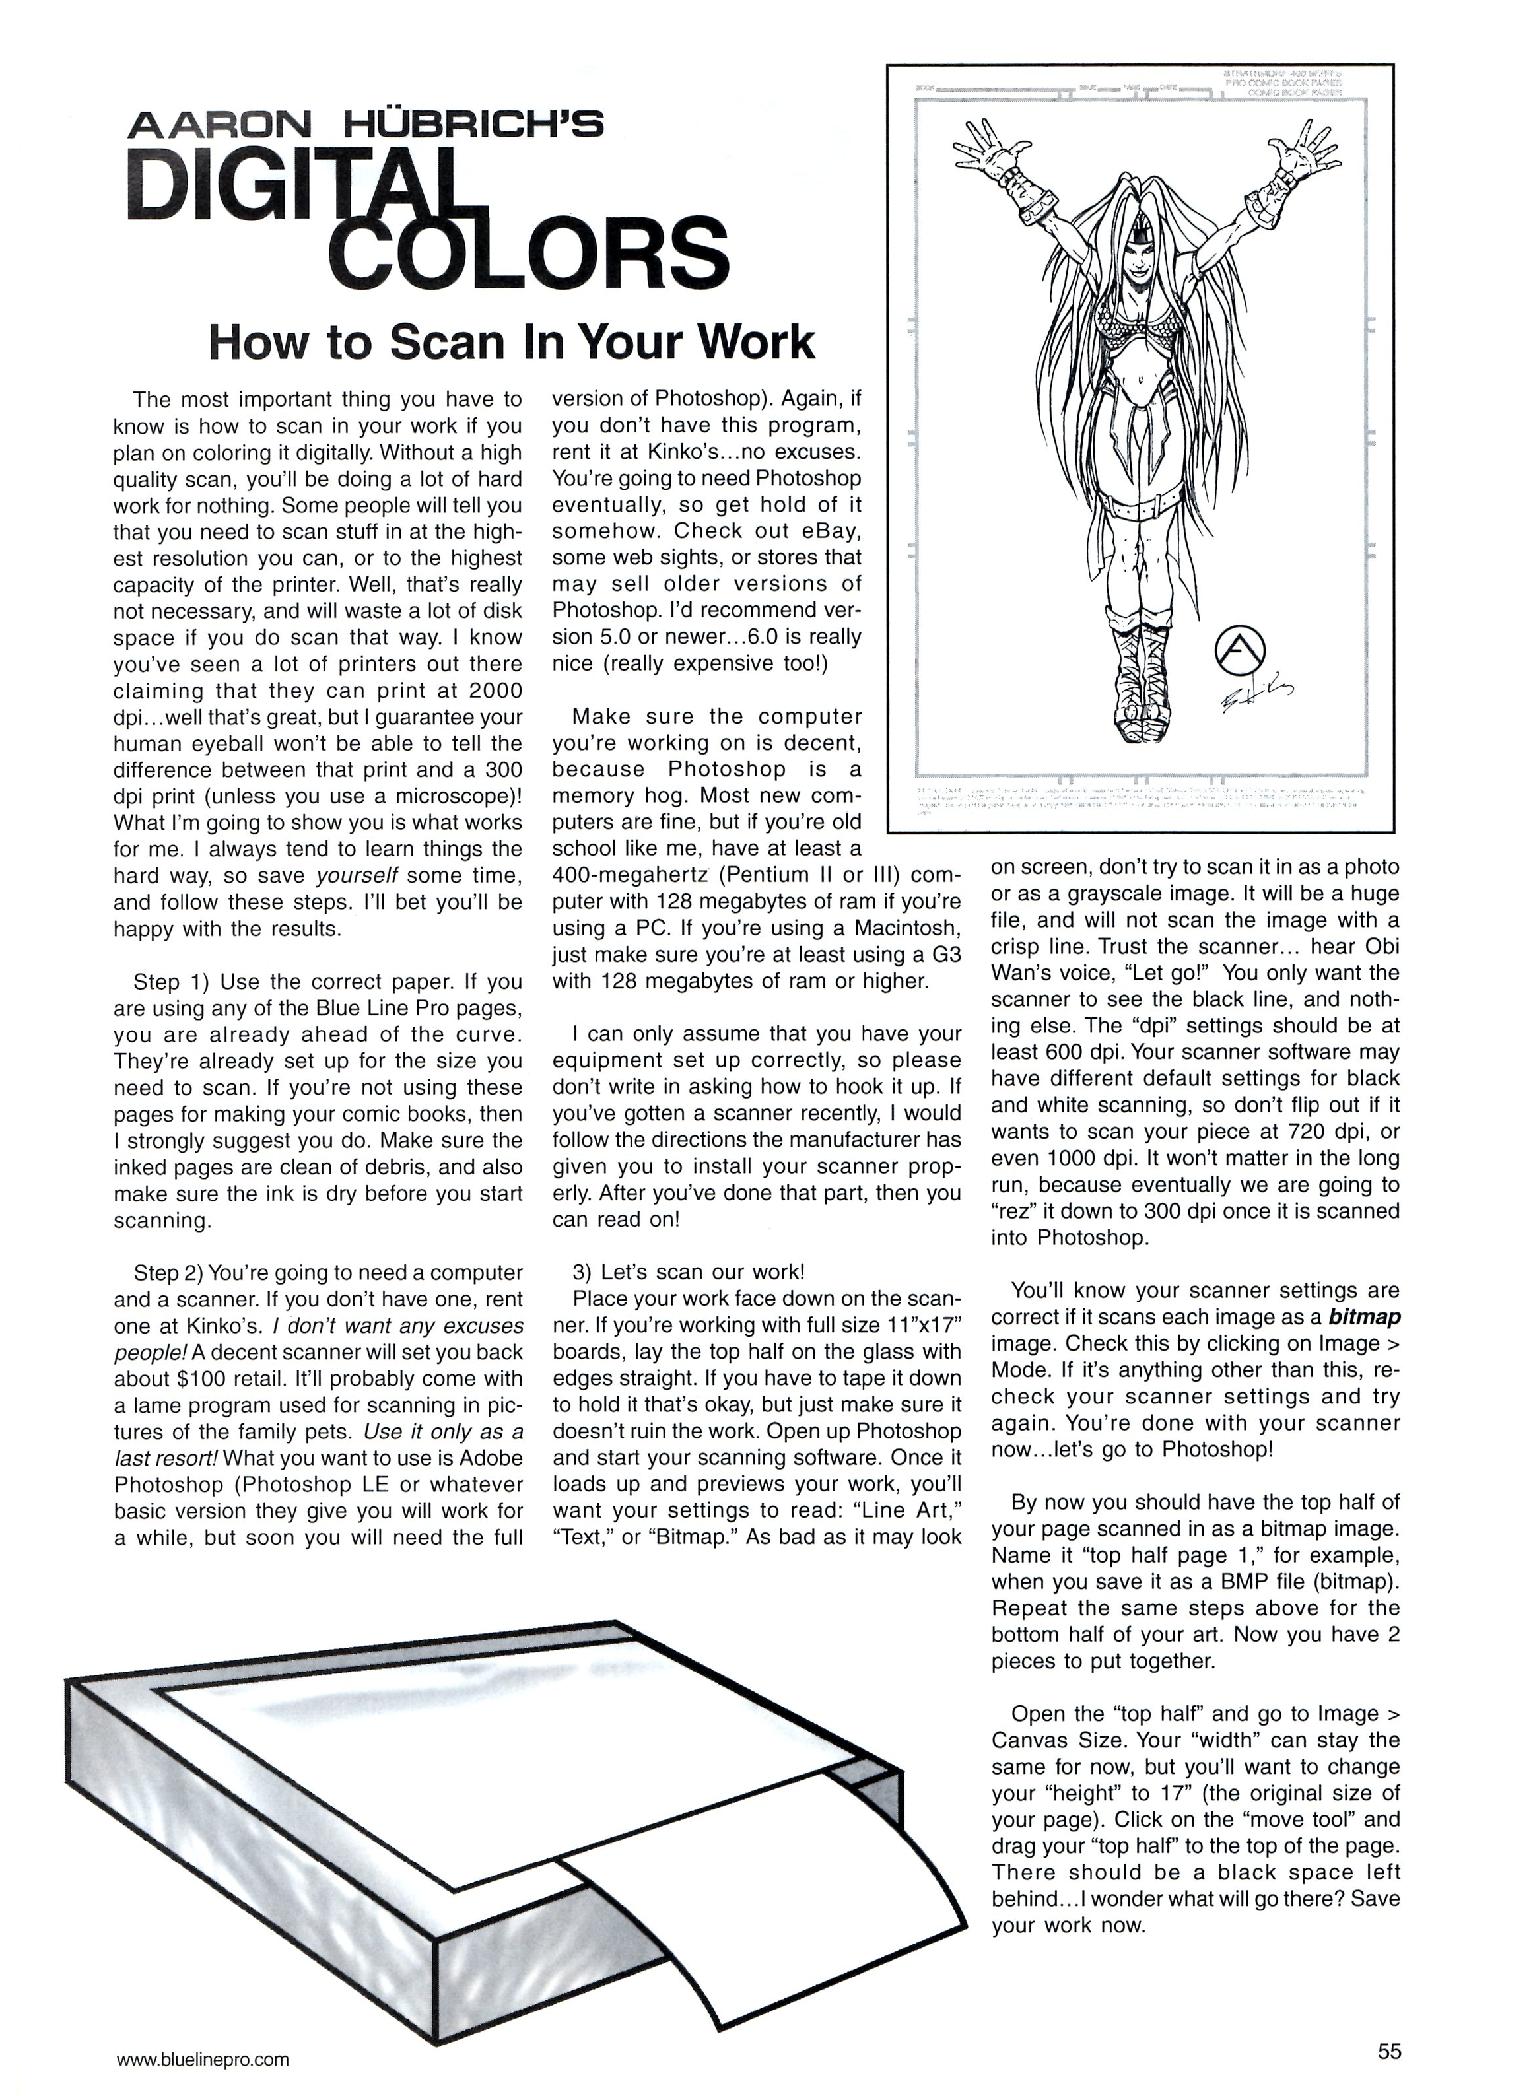 AARON HÜBRICH'S
DIGITAL
COLORS
How to Scan In Your Work
The most important thing you have to
know is how to scan in your work if you
plan on coloring it digitally. Without a high
quality scan, you'll be doing a lot of hard
work for nothing. Some people will tell you
that you need to scan stuff in at the high-
est resolution you can, or to the highest
capacity of the printer. Well, that's really
not necessary, and will waste a lot of disk
space if you do scan that way. I know
you've seen a lot of printers out there
claiming that they can print at 2000
dpi...well that's great, but I guarantee your
human eyeball won't be able to tell the
difference between that print and a 300
dpi print (unless you use a microscope)!
What I'm going to show you is what works
for me. I always tend to learn things the
hard way, so save yourself some time,
and follow these steps. I'll bet you'll be
happy with the results.
Step 1) Use the correct paper. If you
are using any of the Blue Line Pro pages,
you are already ahead of the curve.
They're already set up for the size you
need to scan. If you're not using these
pages for making your comic books, then
I strongly suggest you do. Make sure the
inked pages are clean of debris, and also
make sure the ink is dry before you start
scanning.
Step 2) You're going to need a computer
and a scanner. If you don't have one, rent
one at Kinko's. I don't want any excuses
people! A decent scanner will set you back
about $100 retail. It'll probably come with
a lame program used for scanning in pic-
tures of the family pets. Use it only as a
last resort! What you want to use is Adobe
Photoshop (Photoshop LE or whatever
basic version they give you will work for
a while, but soon you will need the full
version of Photoshop). Again, if
you don't have this program,
rent it at Kinko's...no excuses.
You're going to need Photoshop
eventually, so get hold of it
somehow. Check out eBay,
some web sights, or stores that
may sell older versions of
Photoshop. I'd recommend ver-
sion 5.0 or newer...6.0 is really
nice (really expensive too!)
Make sure the computer
you're working on is decent,
because Photoshop is a
memory hog. Most new com-
puters are fine, but if you're old
school like me, have at least a
400-megahertz (Pentium II or III) com-
puter with 128 megabytes of ram if you're
using a PC. If you're using a Macintosh,
just make sure you're at least using a G3
with 128 megabytes of ram or higher.
I can only assume that you have your
equipment set up correctly, so please
don't write in asking how to hook it up. If
you've gotten a scanner recently, I would
follow the directions the manufacturer has
given you to install your scanner prop-
erly. After you've done that part, then you
can read on!
3) Let's scan our work!
Place your work face down on the scan-
ner. If you're working with full size 11"x17"
boards, lay the top half on the glass with
edges straight. If you have to tape it down
to hold it that's okay, but just make sure it
doesn't ruin the work. Open up Photoshop
and start your scanning software. Once it
loads up and previews your work, you'll
want your settings to read: "Line Art,"
"Text," or "Bitmap." As bad as it may look
on screen, don't try to scan it in as a photo
or as a grayscale image. It will be a huge
file, and will not scan the image with a
crisp line. Trust the scanner... hear Obi
Wan's voice, "Let go!" You only want the
scanner to see the black line, and noth-
ing else. The "dpi" settings should be at
least 600 dpi. Your scanner software may
have different default settings for black
and white scanning, so don't flip out if it
wants to scan your piece at 720 dpi, or
even 1000 dpi. It won't matter in the long
run, because eventually we are going to
"rez" it down to 300 dpi once it is scanned
into Photoshop.
You'll know your scanner settings are
correct if it scans each image as a bitmap
image. Check this by clicking on Image >
Mode. If it's anything other than this, re-
check your scanner settings and try
again. You're done with your scanner
now...let's go to Photoshop!
By now you should have the top half of
your page scanned in as a bitmap image.
Name it "top half page 1," for example,
when you save it as a BMP file (bitmap).
Repeat the same steps above for the
bottom half of your art. Now you have 2
pieces to put together.
Open the "top half" and go to Image >
Canvas Size. Your "width" can stay the
same for now, but you'll want to change
your "height" to 17" (the original size of
your page). Click on the "move tool" and
drag your "top half" to the top of the page.
There should be a black space left
behind...I wonder what will go there? Save
your work now.
PRO COMIC BOOK PAGES
COMIC BOOK PAGES
www.bluelinepro.com
55